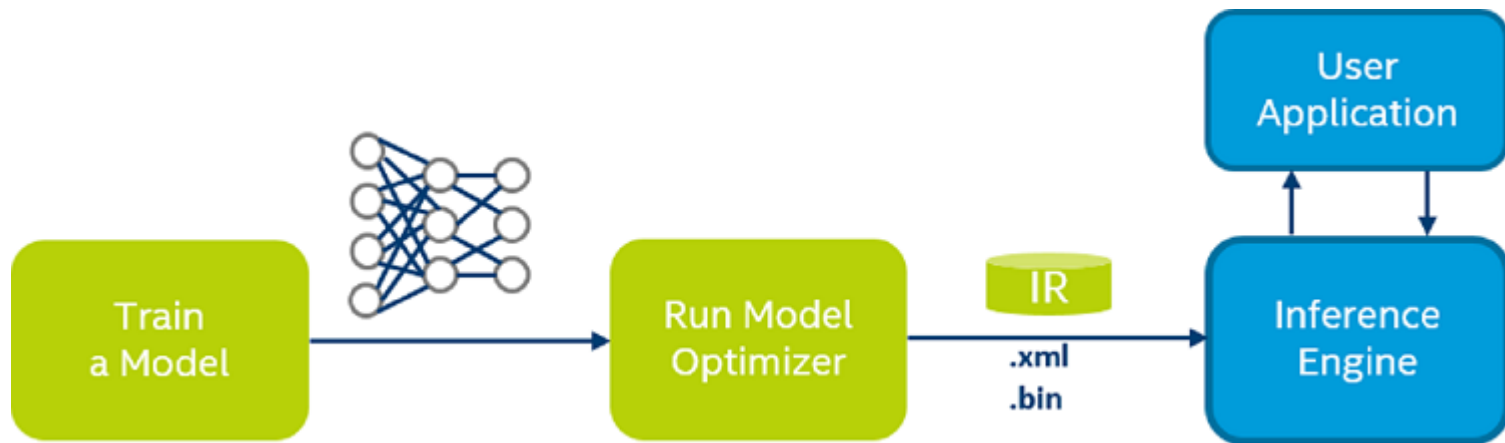 User
Application
Train
a Model
Run Model
Optimizer
IR
.xml
.bin
Inference
Engine